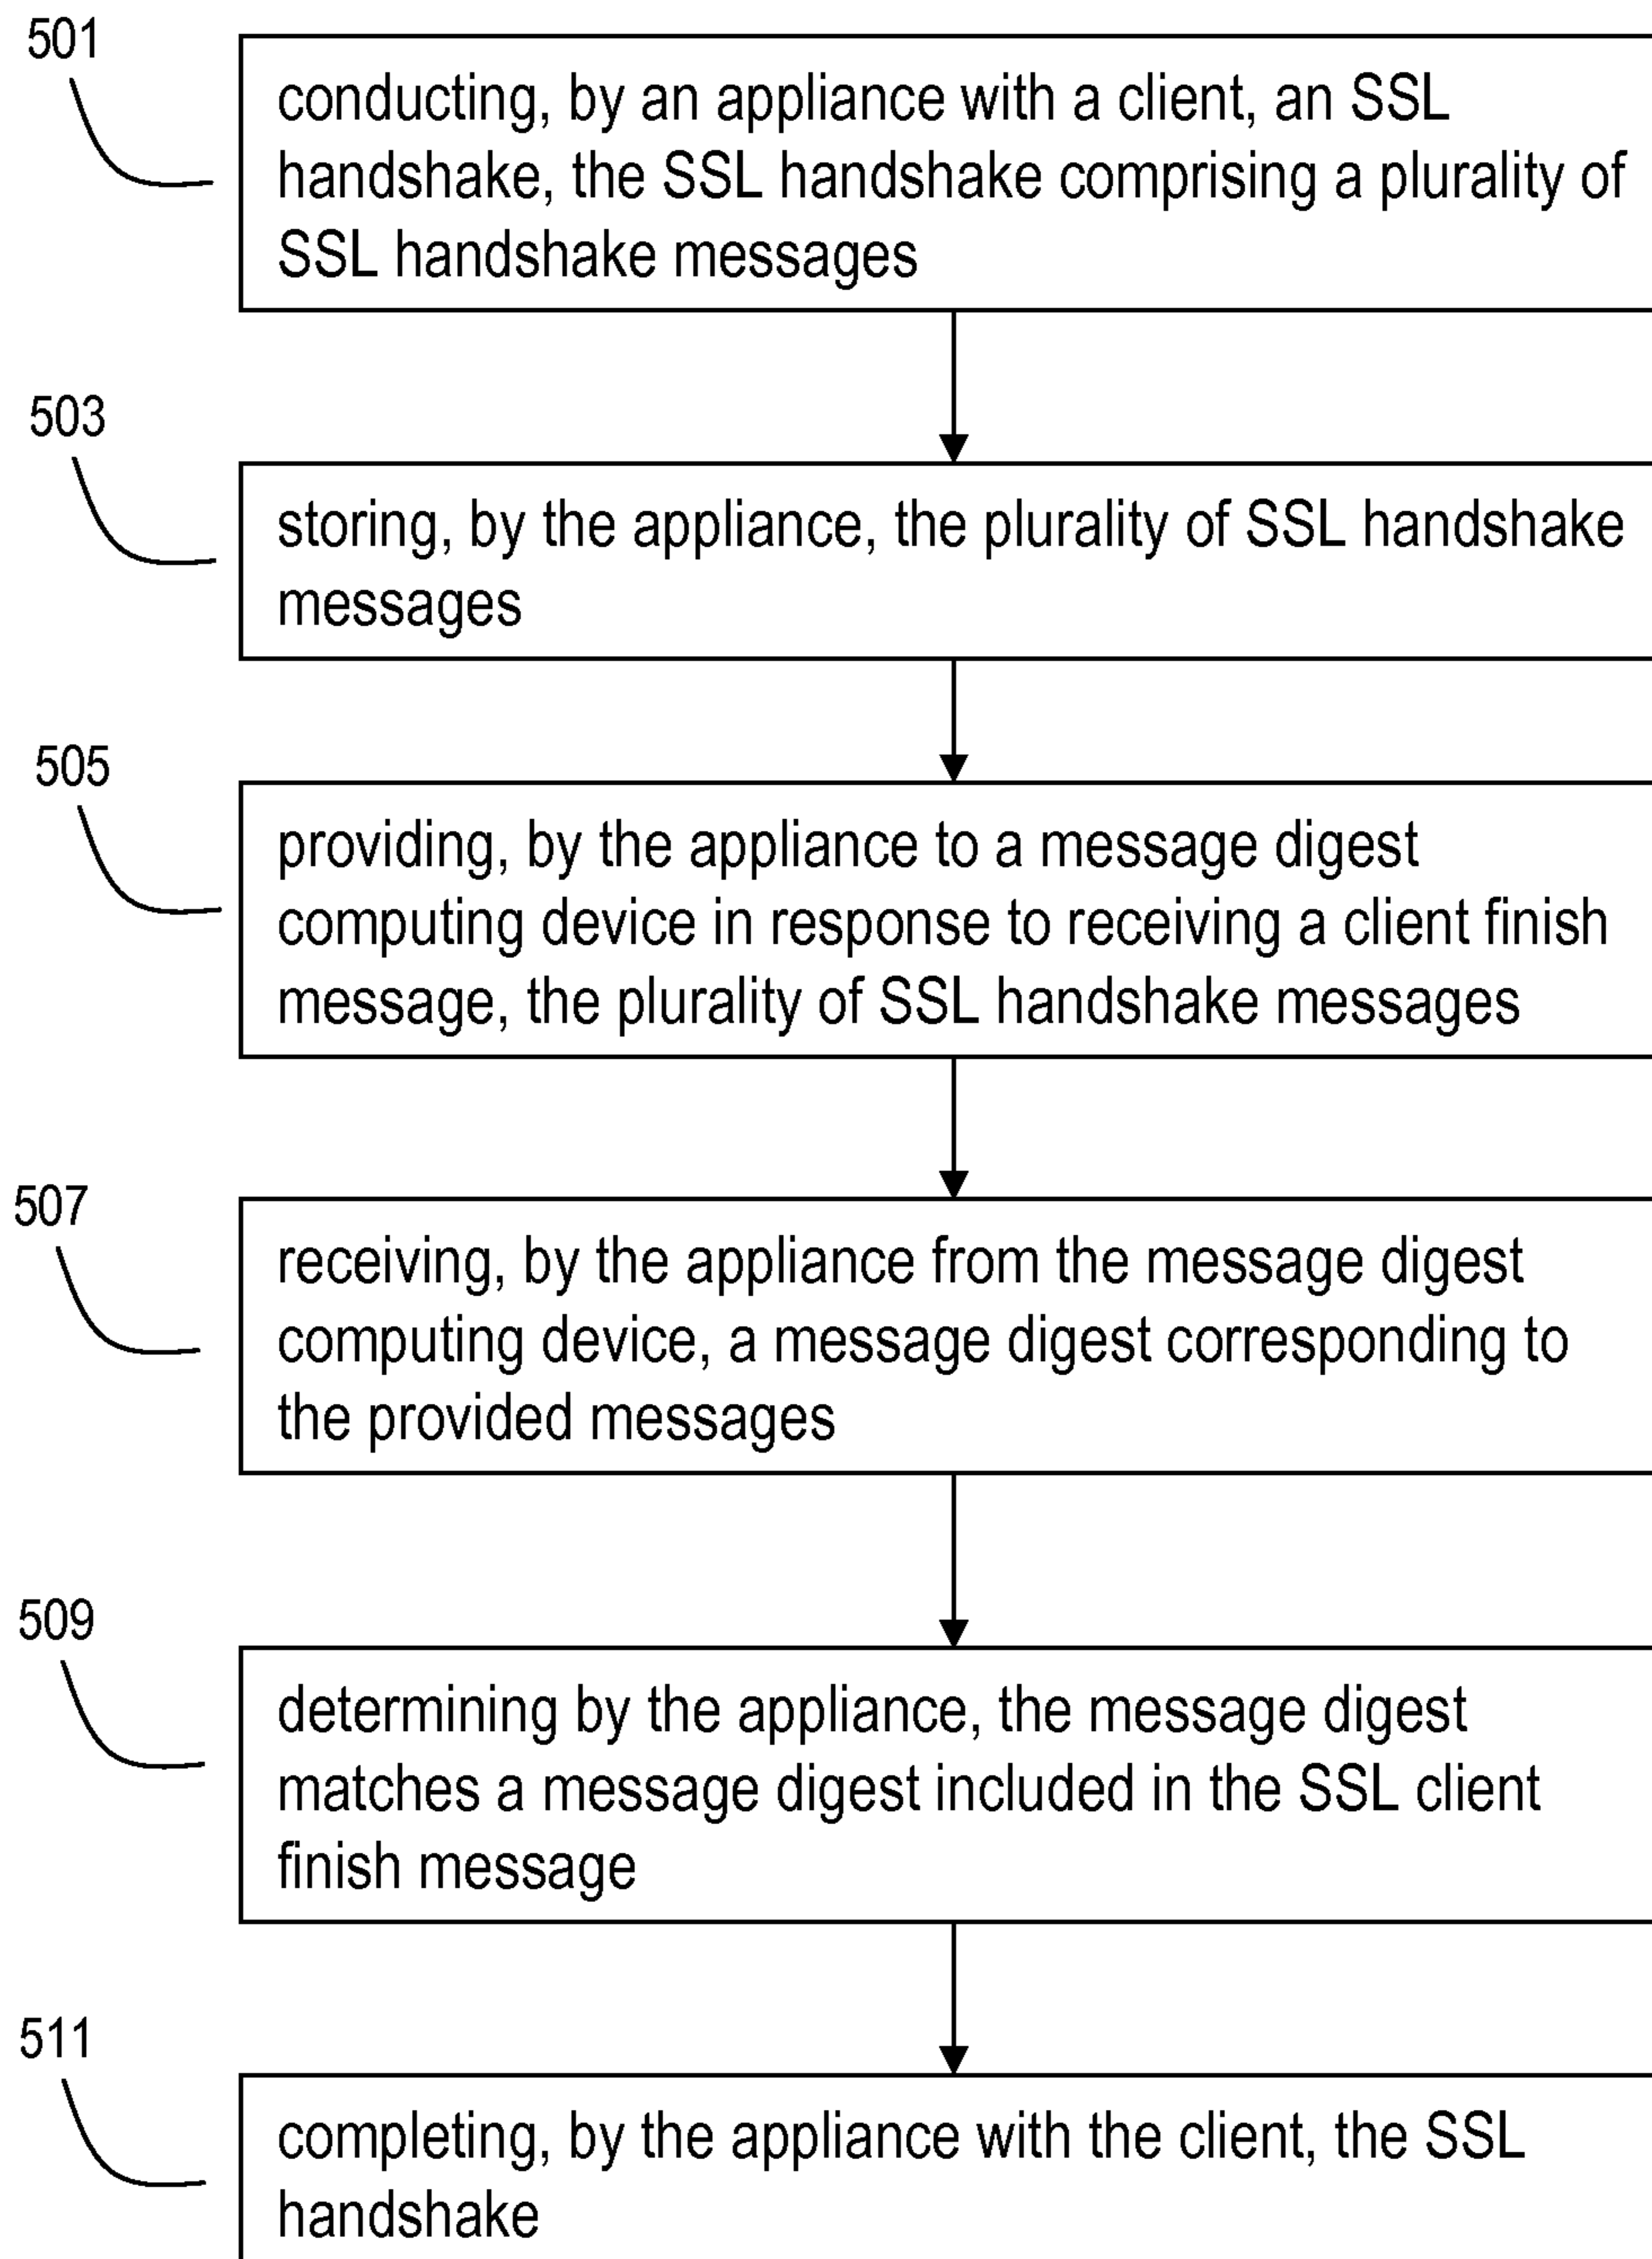 501
conducting, by an appliance with a client, an SSL
handshake, the SSL handshake comprising a plurality of
SSL handshake messages
503
storing, by the appliance, the plurality of SSL handshake
messages
505
providing, by the appliance to a message digest
computing device in response to receiving a client finish
message, the plurality of SSL handshake messages
507
receiving, by the appliance from the message digest
computing device, a message digest corresponding to
the provided messages
509
determining by the appliance, the message digest
matches a message digest included in the SSL client
finish message
511
completing, by the appliance with the client, the SSL
handshake